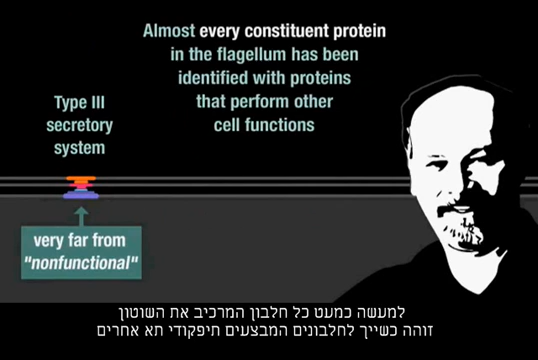 Almost every constituent protein
in the flagellum has been
identified with proteins
that perform other
cell functions
Type III
secretory
system
very far from
"nonfunctional"
למעשה כמעט כל חלבון המרכיב את השוטון
זוהה כשייך לחלבונים המבצעים תיפקודי תא אחרים